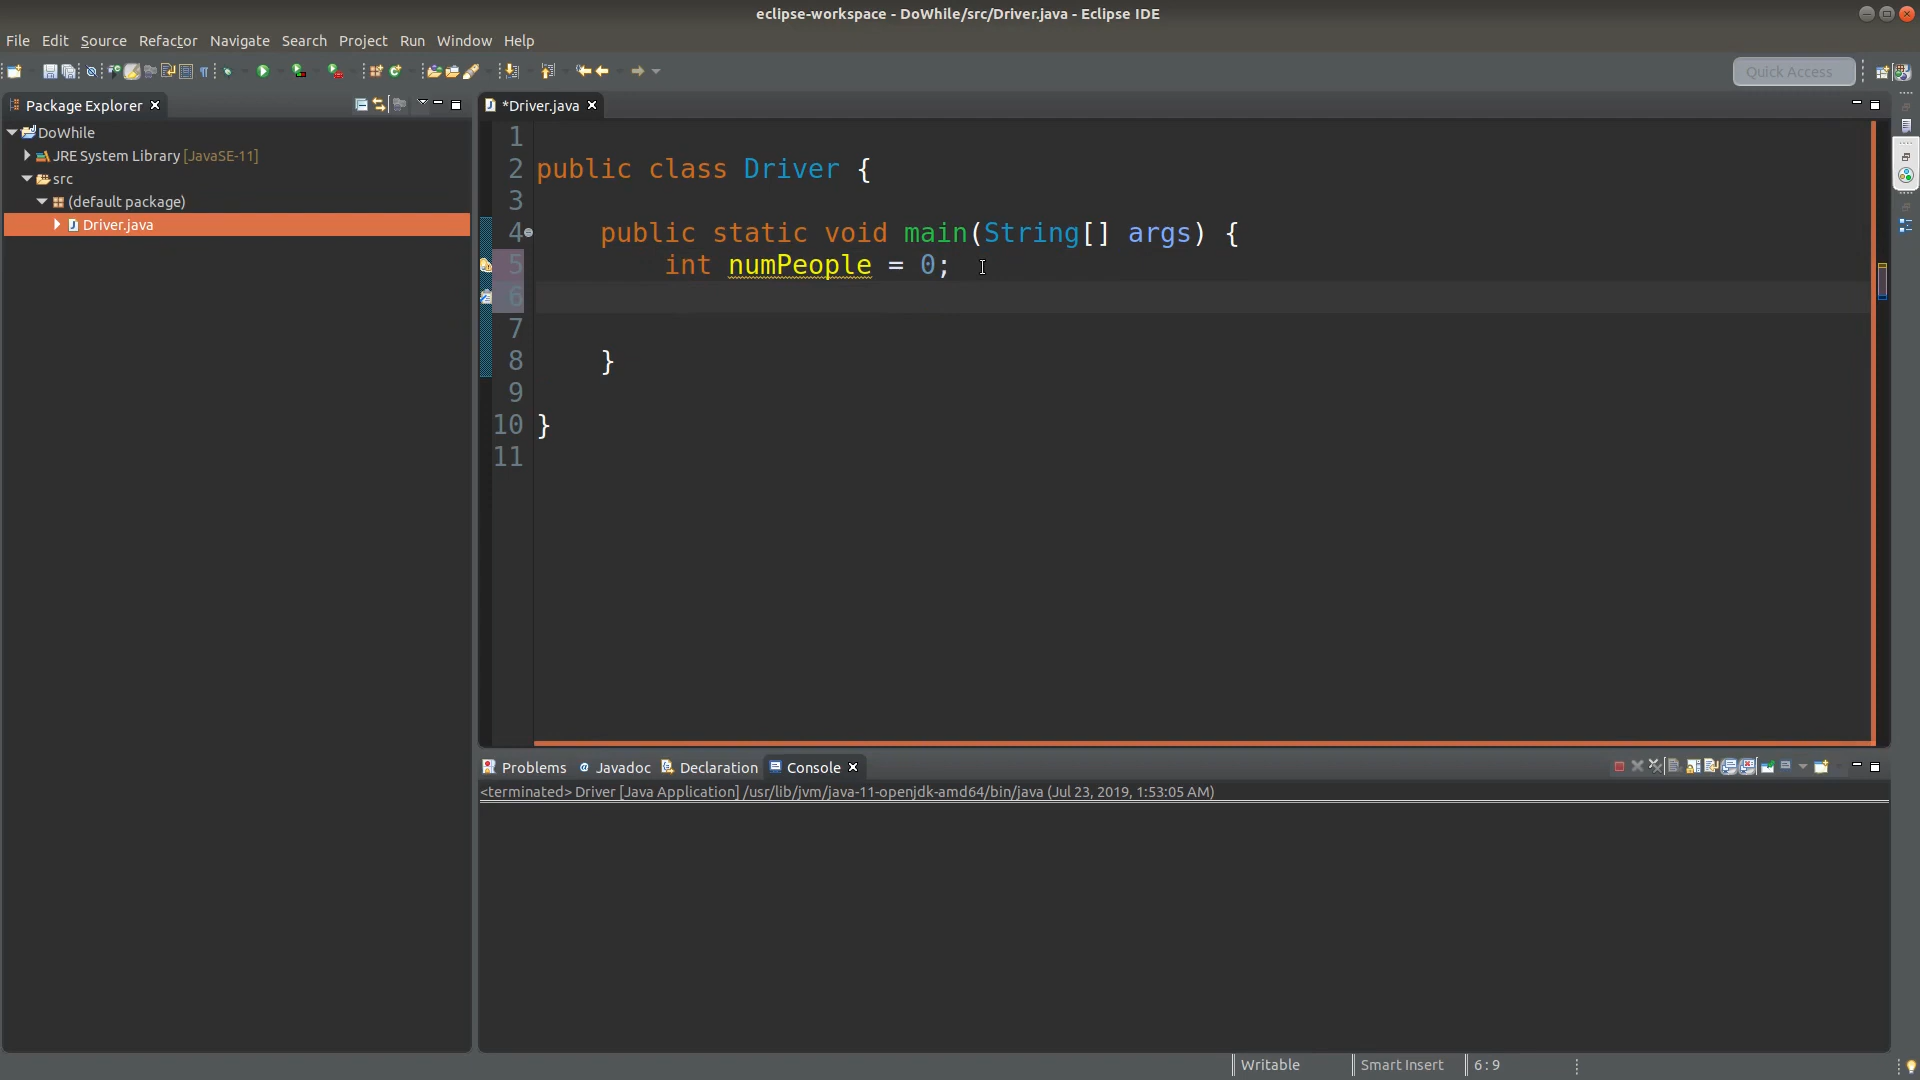 eclipse-workspace - DoWhile/src/Driver.java - Eclipse IDE
File Edit Source Refactor Navigate Search Project Run Window Help
Quick Access
Package Explorer
*Driver.java
DoWhile
JRE System Library [JavaSE-11]
src
(default package)
Driver.java
1
2 public class Driver {
3
4 public static void main(String[] args) {
5 int numPeople = 0;
6
7
8 }
9
10 }
11
Problems Javadoc Declaration Console
<terminated> Driver [Java Application] /usr/lib/jvm/java-11-openjdk-amd64/bin/java (Jul 23, 2019, 1:53:05 AM)
Writable Smart Insert 6 : 9